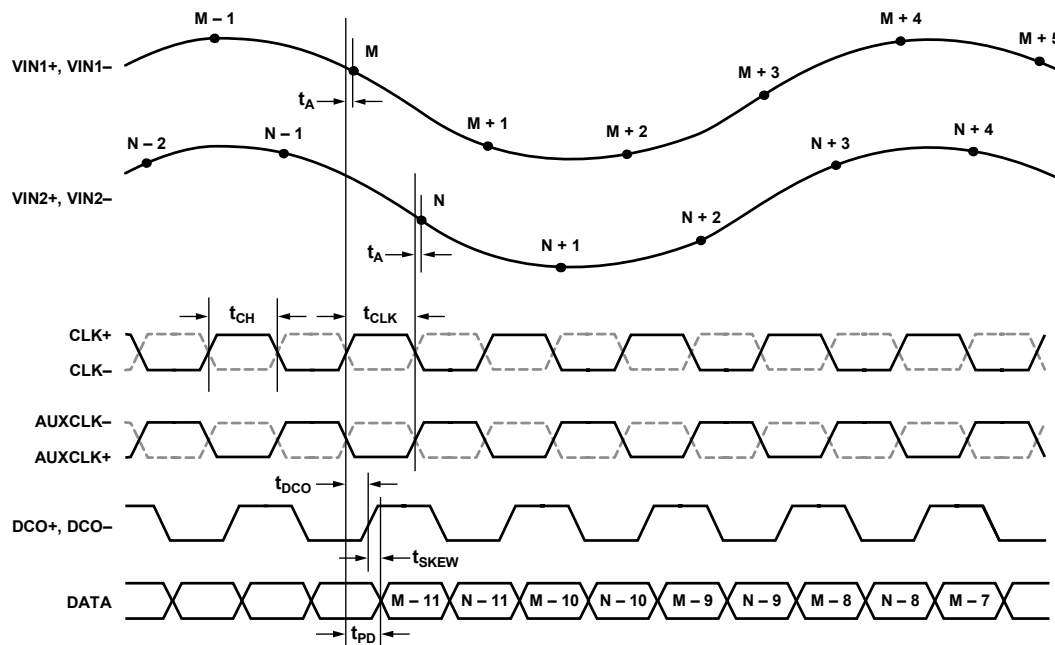 M – 1
M
M + 1
M + 2
M + 3
M + 4
M + 5
VIN1+, VIN1–
tA
N – 2
N – 1
N
N + 1
N + 2
N + 3
N + 4
VIN2+, VIN2–
tA
tCH
tCLK
CLK+
CLK–
AUXCLK–
AUXCLK+
tDCO
DCO+, DCO–
tSKEW
DATA
M – 11
N – 11
M – 10
N – 10
M – 9
N – 9
M – 8
N – 8
M – 7
tPD